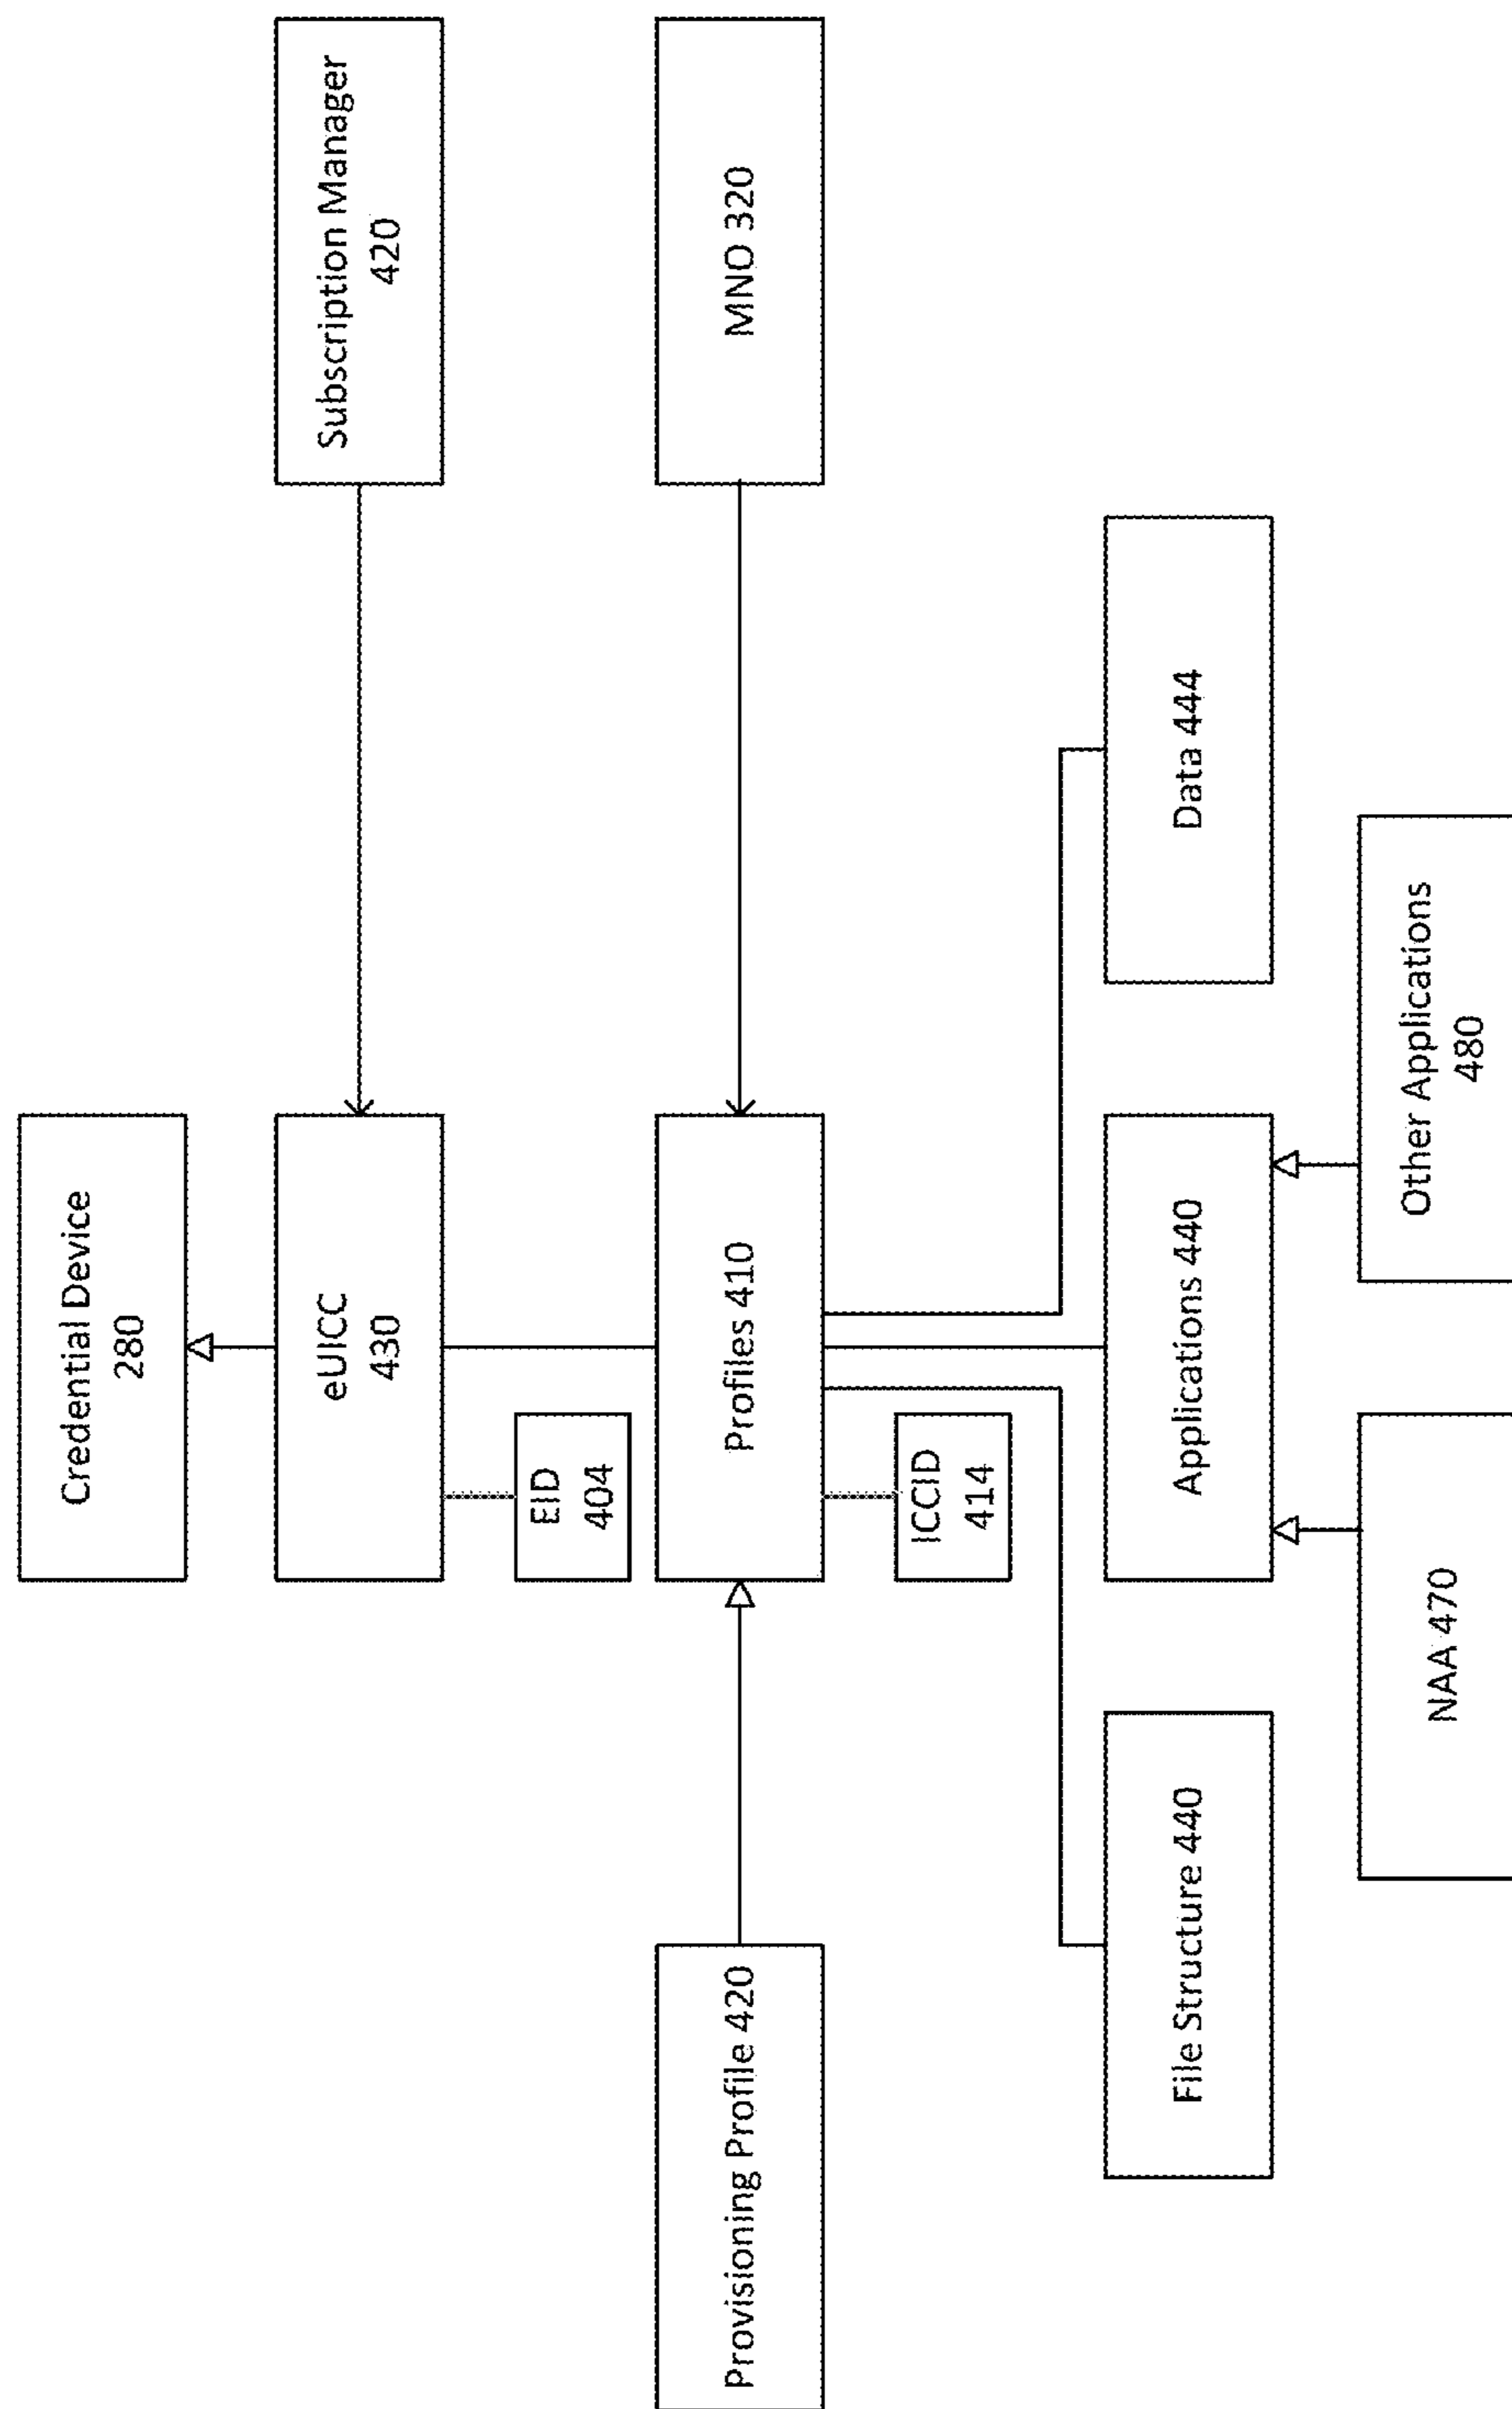 Credential Device
280
eUICC
430
Subscription Manager
420
EID
404
Provisioning Profile 420
Profiles 410
MNO 320
ICCID
414
File Structure 440
Applications 440
Data 444
NAA 470
Other Applications
480